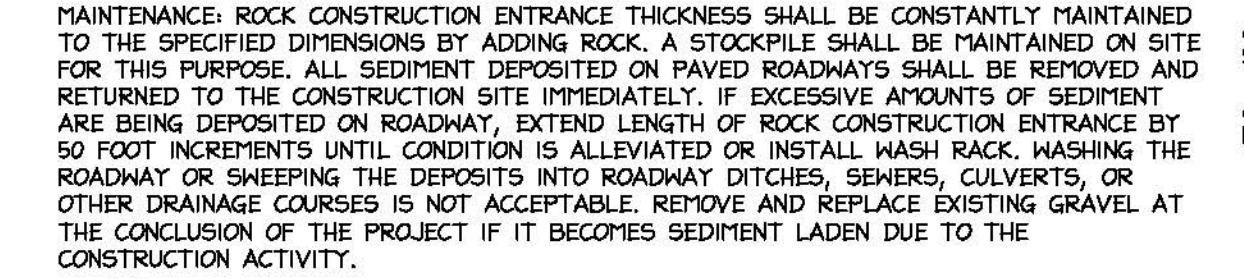 MAINTENANCE: ROCK CONSTRUCTION ENTRANCE THICKNESS SHALL BE CONSTANTLY MAINTAINED
TO THE SPECIFIED DIMENSIONS BY ADDING ROCK. A STOCKPILE SHALL BE MAINTAINED ON SITE
FOR THIS PURPOSE. ALL SEDIMENT DEPOSITED ON PAVED ROADWAYS SHALL BE REMOVED AND
RETURNED TO THE CONSTRUCTION SITE IMMEDIATELY. IF EXCESSIVE AMOUNTS OF SEDIMENT
ARE BEING DEPOSITED ON ROADWAY, EXTEND LENGTH OF ROCK CONSTRUCTION ENTRANCE BY
50 FOOT INCREMENTS UNTIL CONDITION IS ALLEVIATED OR INSTALL WASH RACK. WASHING THE
ROADWAY OR SWEEPING THE DEPOSITS INTO ROADWAY DITCHES, SEWERS, CULVERTS, OR
OTHER DRAINAGE COURSES IS NOT ACCEPTABLE. REMOVE AND REPLACE EXISTING GRAVEL AT
THE CONCLUSION OF THE PROJECT IF IT BECOMES SEDIMENT LADEN DUE TO THE
CONSTRUCTION ACTIVITY.